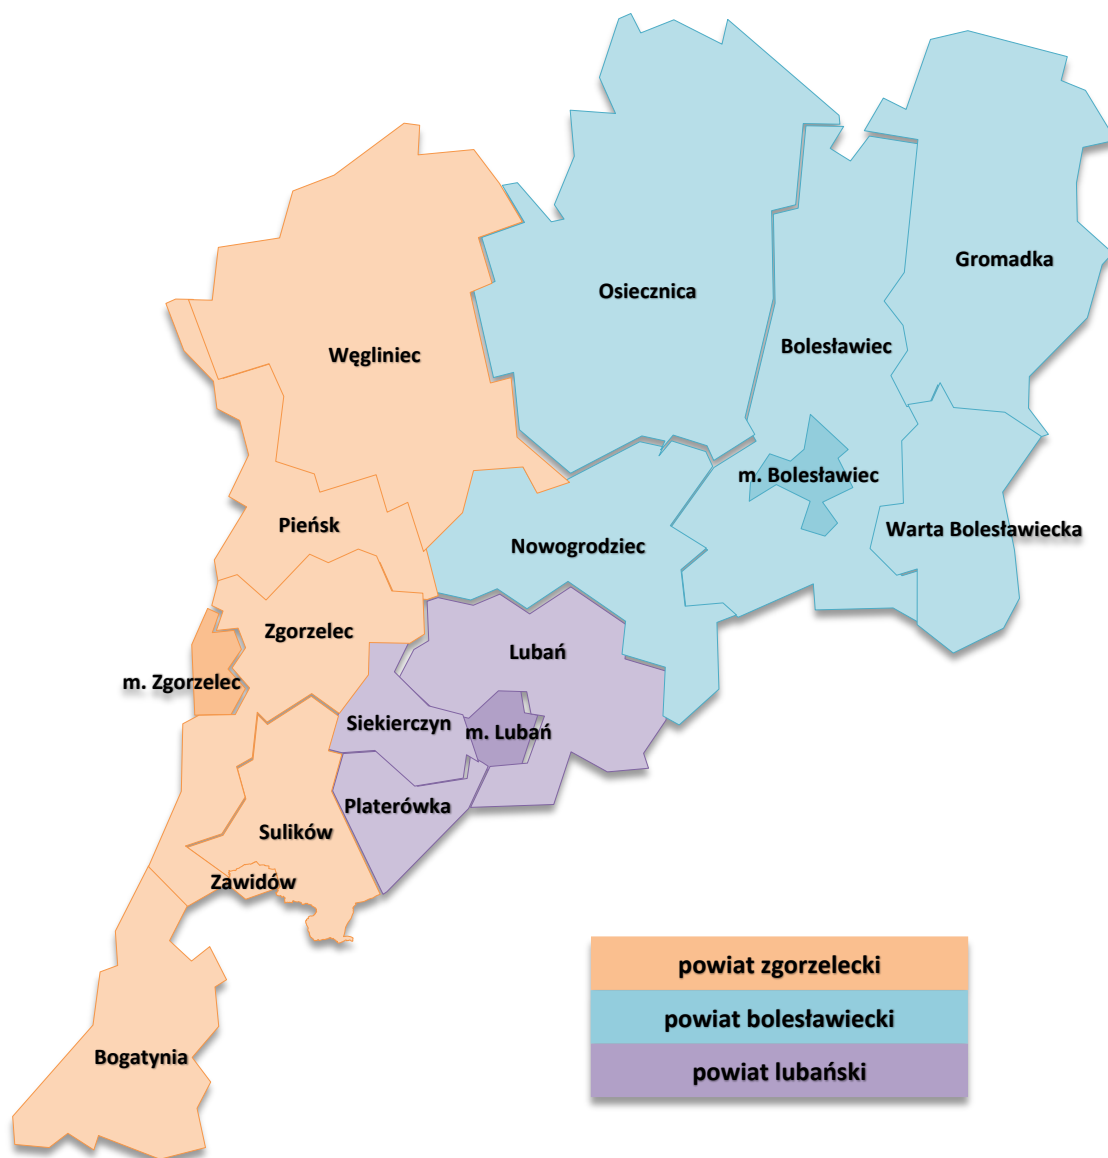 Gromadka
Osiecznica
Bolesławiec
Węgliniec
m. Bolesławiec
Pieńsk
Warta Bolesławiecka
Nowogrodziec
Zgorzelec
Lubań
m. Zgorzelec
Siekierczyn
m. Lubań
Platerówka
Sulików
Zawidów
powiat zgorzelecki
powiat bolesławiecki
Bogatynia
powiat lubański